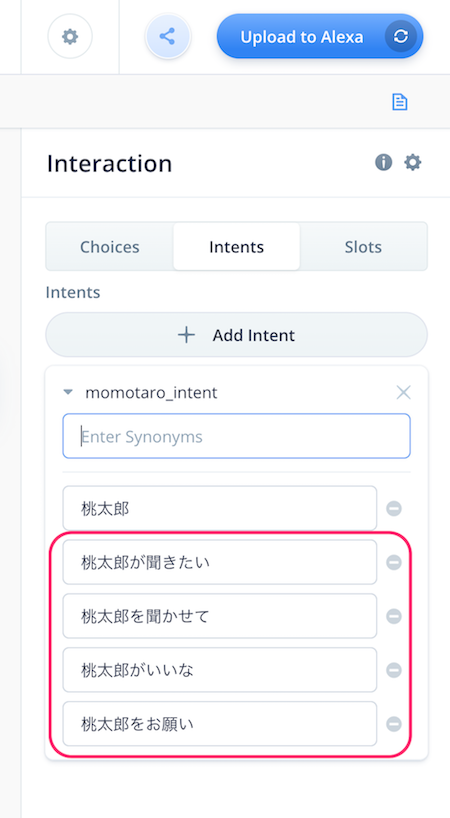 Upload to Alexa
Interaction
Choices
Intents
Slots
Intents
Add Intent
momotaro_intent
Enter Synonyms
桃太郎
桃太郎が聞きたい
桃太郎を聞かせて
桃太郎がいいな
桃太郎をお願い